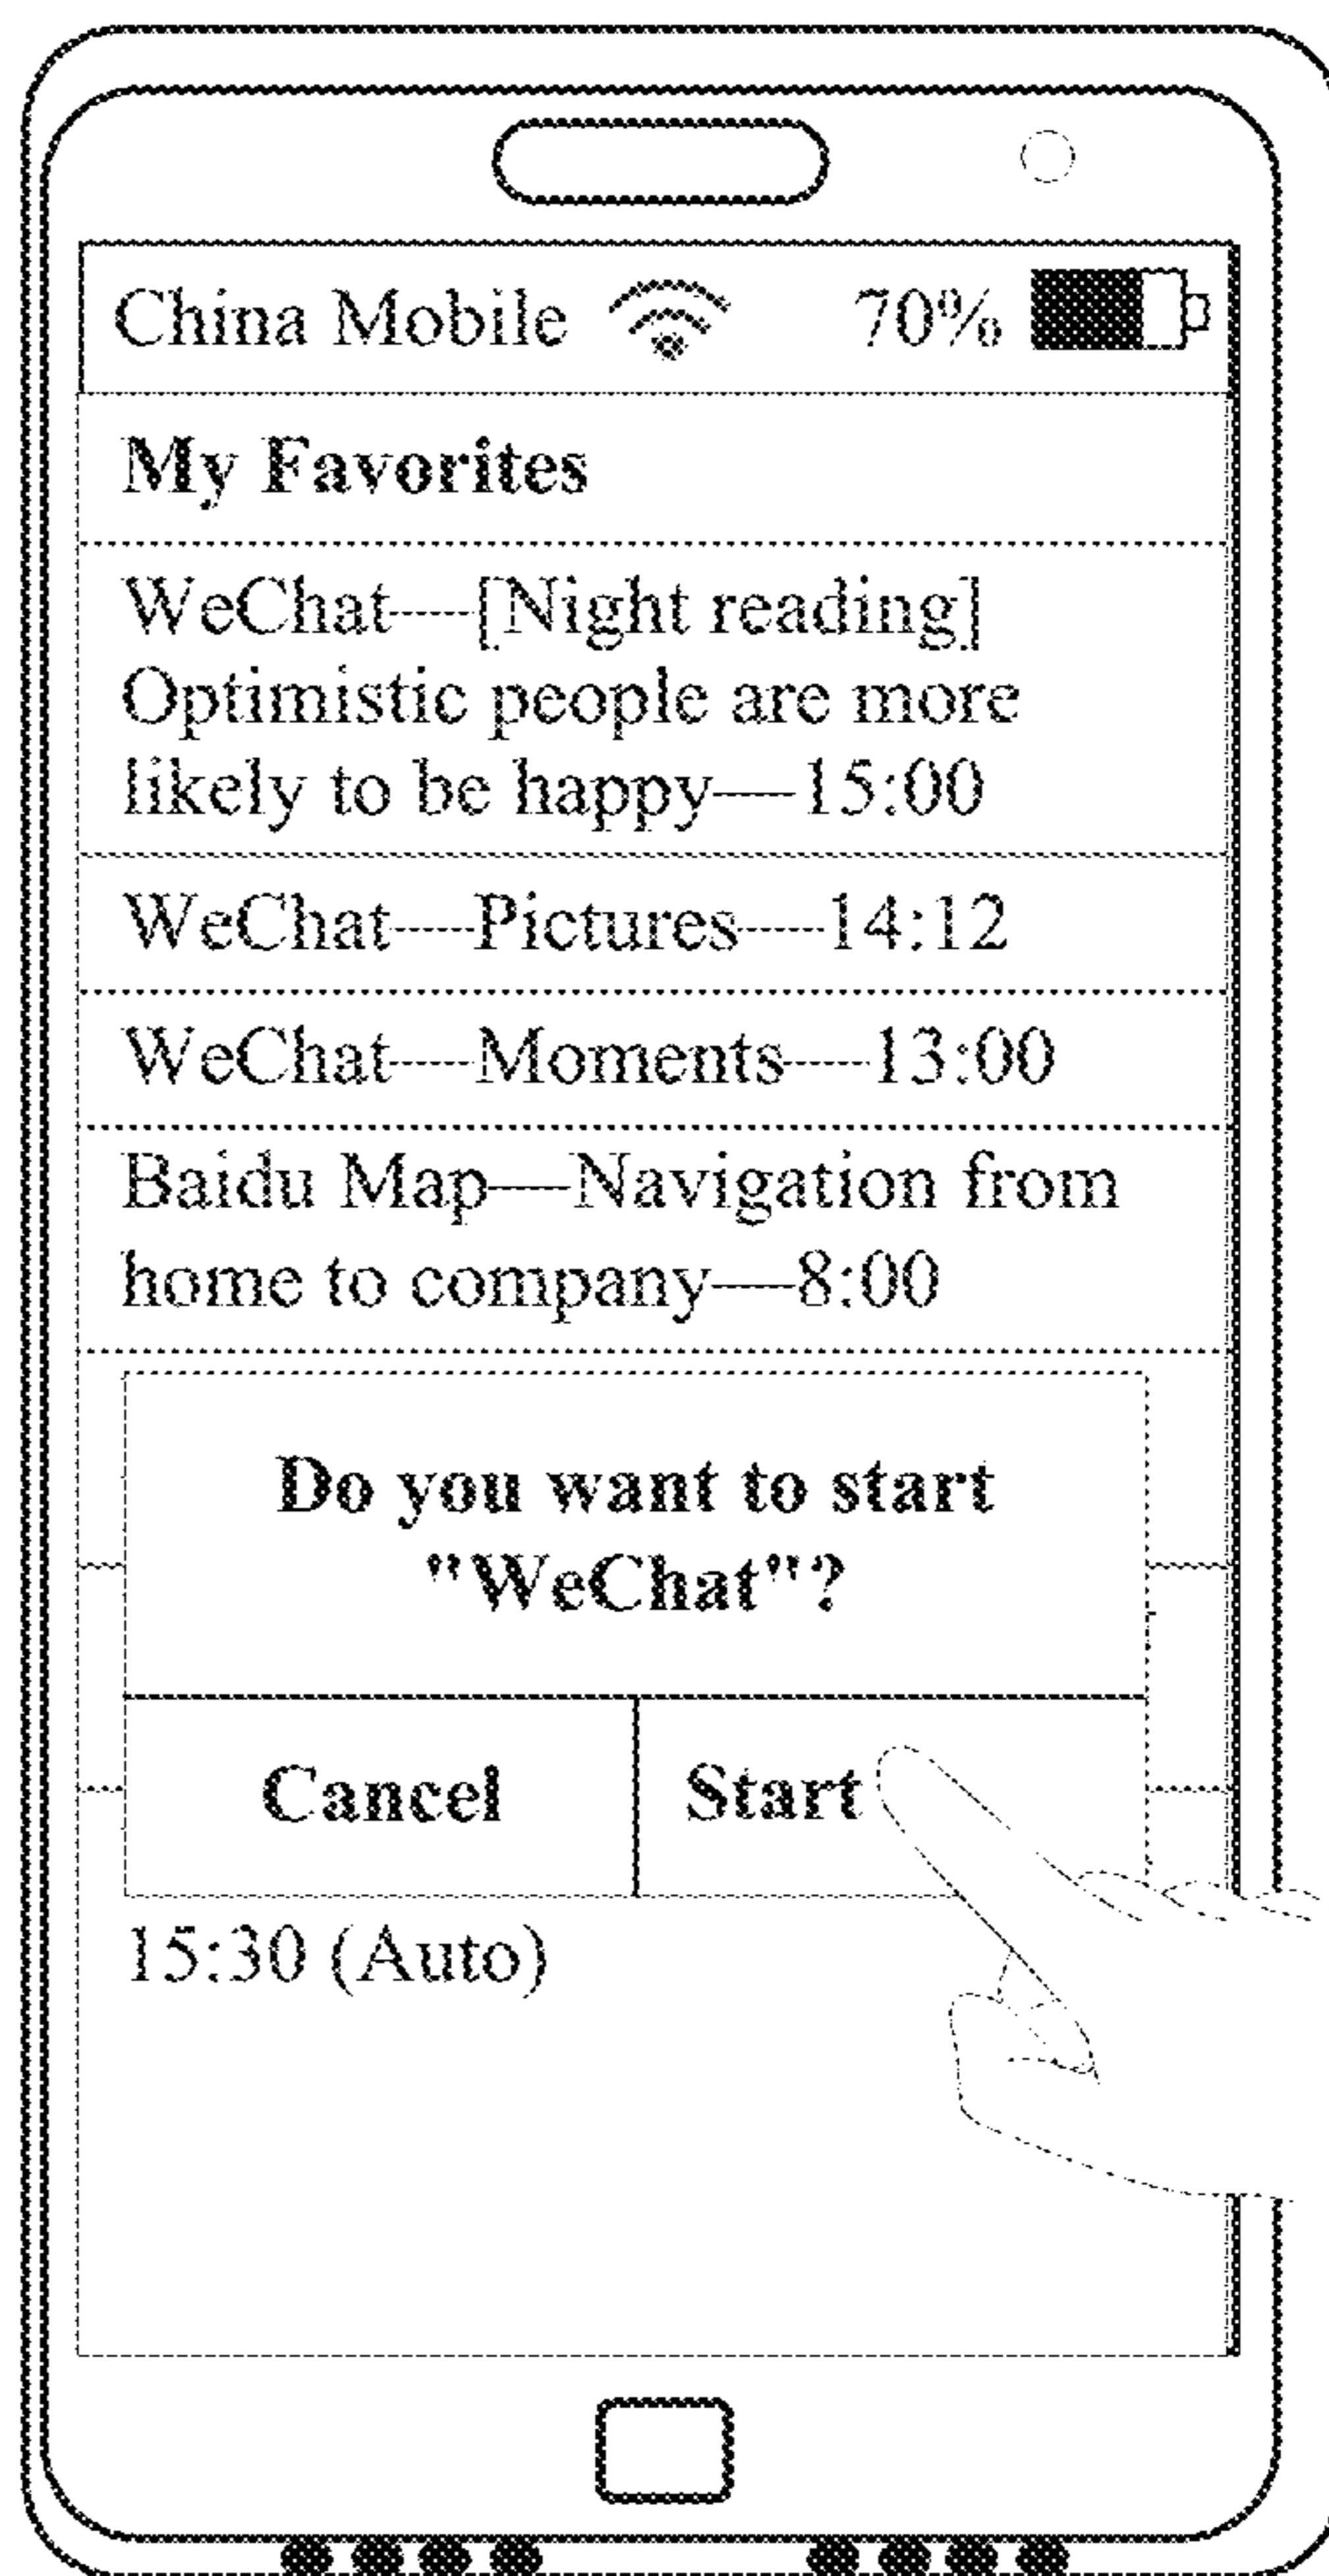 China Mobile 70%
My Favorites
WeChat—[Night reading]
Optimistic people are more
likely to be happy—15:00
WeChat—Pictures—14:12
WeChat—Moments—13:00
Baidu Map—Navigation from
home to company—8:00
Do you want to start
"WeChat"?
Cancel Start
15:30 (Auto)